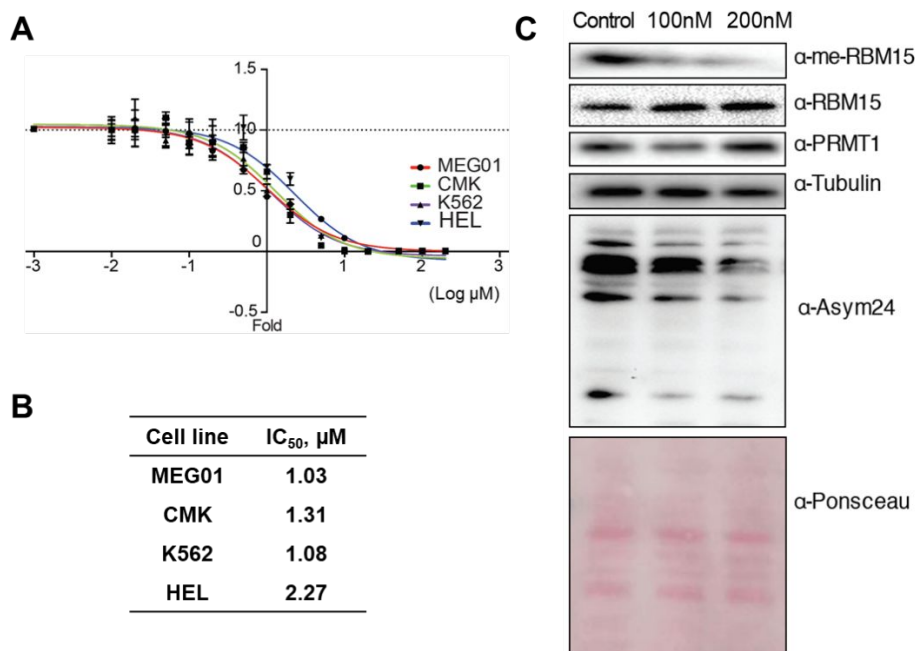 A
1.5
1.0
0.5
0
-0.5
-3
-2
-1
1
2
3
(Log μM)
Fold
MEG01
CMK
K562
HEL
B
Cell line IC₅₀, μM
MEG01 1.03
CMK 1.31
K562 1.08
HEL 2.27
C
Control 100nM 200nM
α-me-RBM15
α-RBM15
α-PRMT1
α-Tubulin
α-Asym24
α-Ponsceau